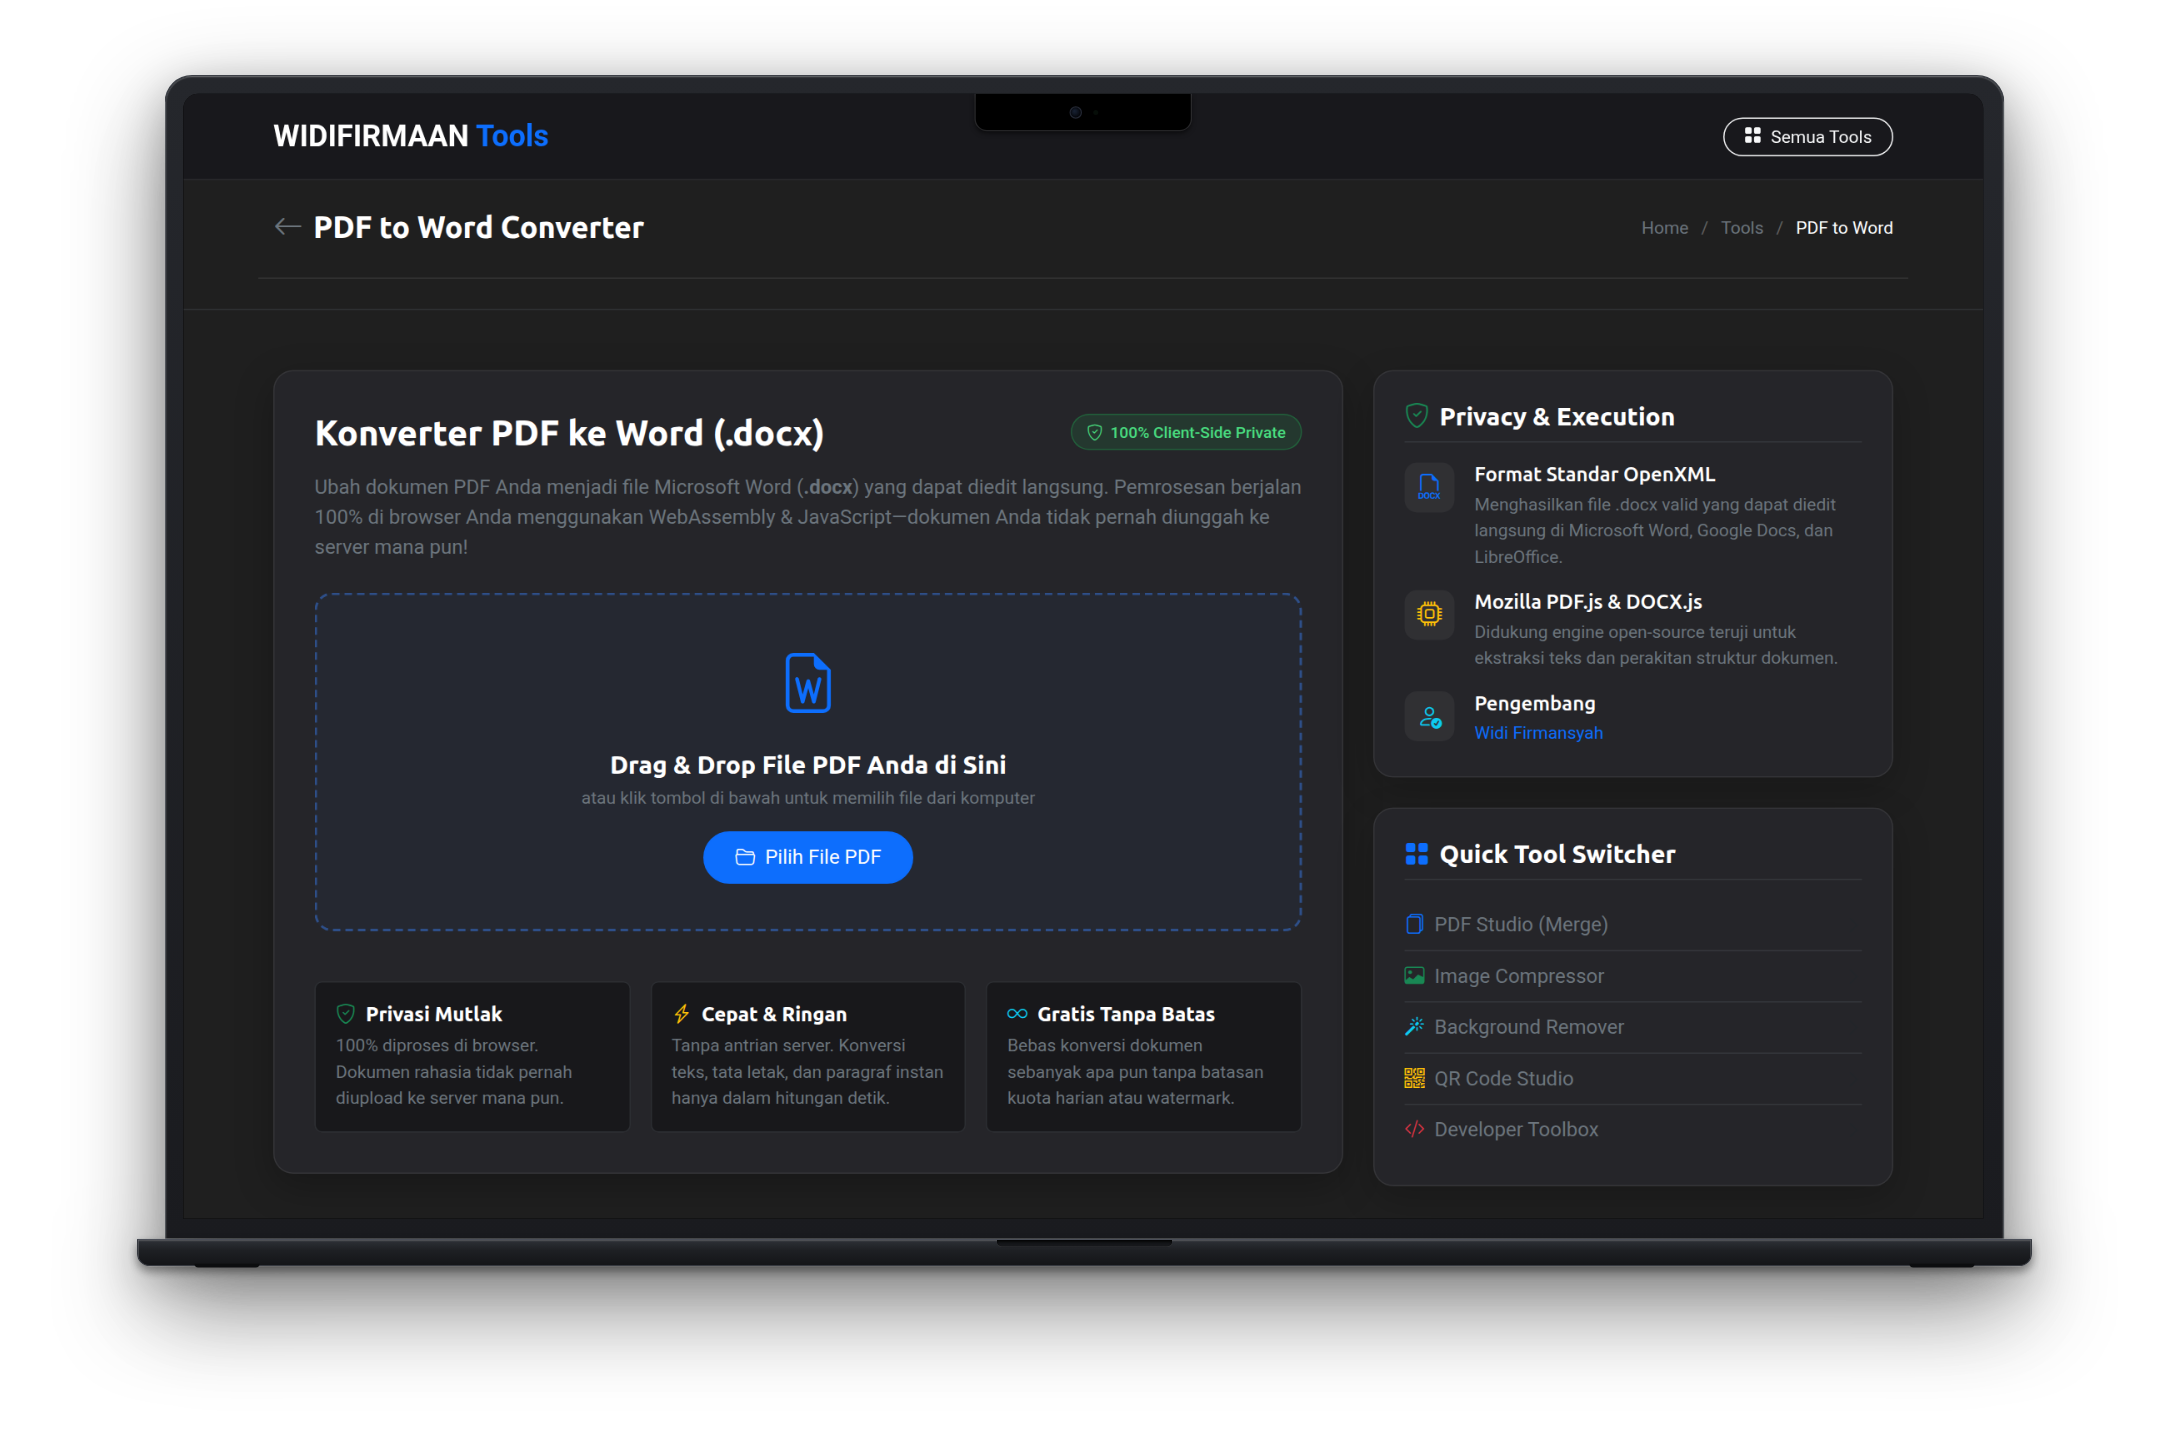 WIDIFIRMAAN Tools
Semua Tools
PDF to Word Converter
Home / Tools / PDF to Word
Konverter PDF ke Word (.docx)
100% Client-Side Private
Ubah dokumen PDF Anda menjadi file Microsoft Word (.docx) yang dapat diedit langsung. Pemrosesan berjalan
100% di browser Anda menggunakan WebAssembly & JavaScript—dokumen Anda tidak pernah diunggah ke
server mana pun!
W
Drag & Drop File PDF Anda di Sini
atau klik tombol di bawah untuk memilih file dari komputer
Pilih File PDF
Privasi Mutlak
100% diproses di browser.
Dokumen rahasia tidak pernah
diupload ke server mana pun.
Cepat & Ringan
Tanpa antrian server. Konversi
teks, tata letak, dan paragraf instan
hanya dalam hitungan detik.
Gratis Tanpa Batas
Bebas konversi dokumen
sebanyak apa pun tanpa batasan
kuota harian atau watermark.
Privacy & Execution
DOCX
Format Standar OpenXML
Menghasilkan file .docx valid yang dapat diedit
langsung di Microsoft Word, Google Docs, dan
LibreOffice.
Mozilla PDF.js & DOCX.js
Didukung engine open-source teruji untuk
ekstraksi teks dan perakitan struktur dokumen.
Pengembang
Widi Firmansyah
Quick Tool Switcher
PDF Studio (Merge)
Image Compressor
Background Remover
QR Code Studio
Developer Toolbox